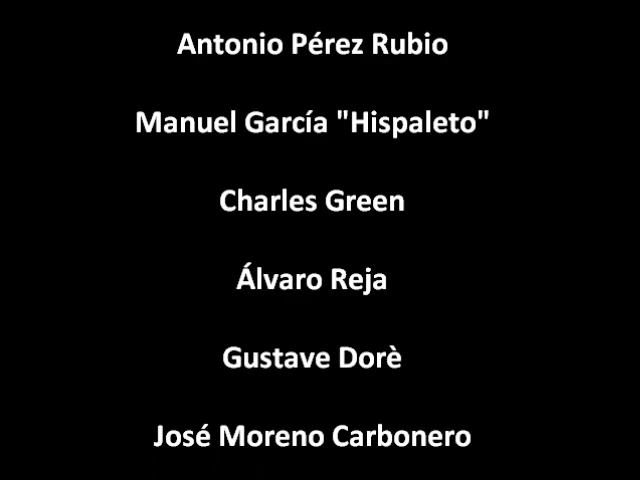 Antonio Pérez Rubio
Manuel García "Hispaleto"
Charles Green
Álvaro Reja
Gustave Dorè
José Moreno Carbonero